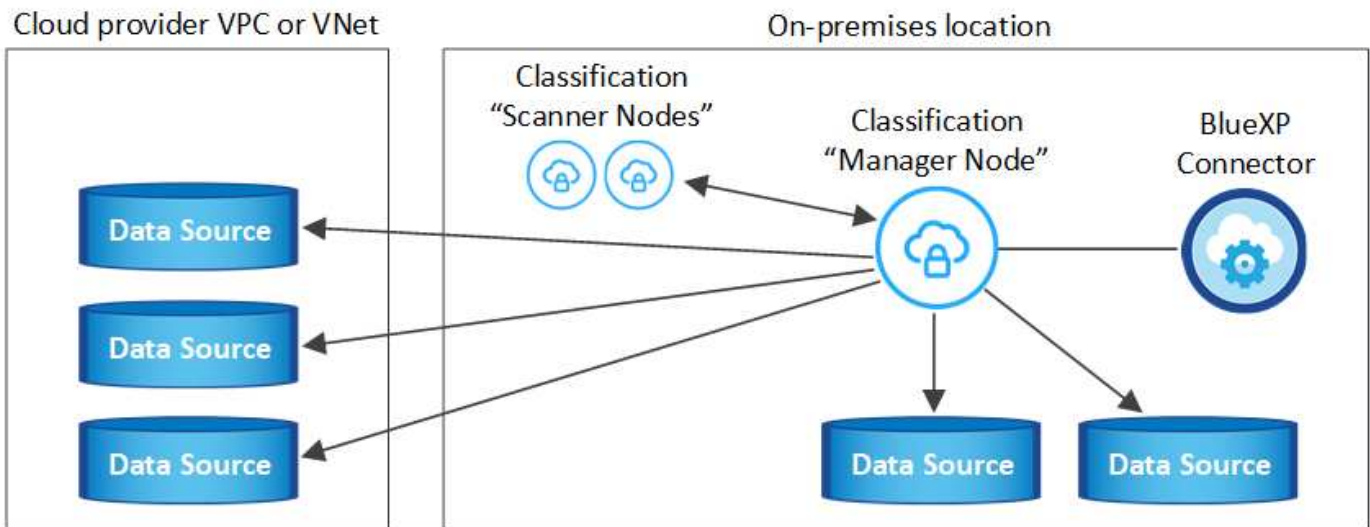 Cloud provider VPC or VNet
On-premises location
Classification
“Scanner Nodes”
Classification
“Manager Node”
BlueXP
Connector
Data Source
Data Source
Data Source
Data Source
Data Source